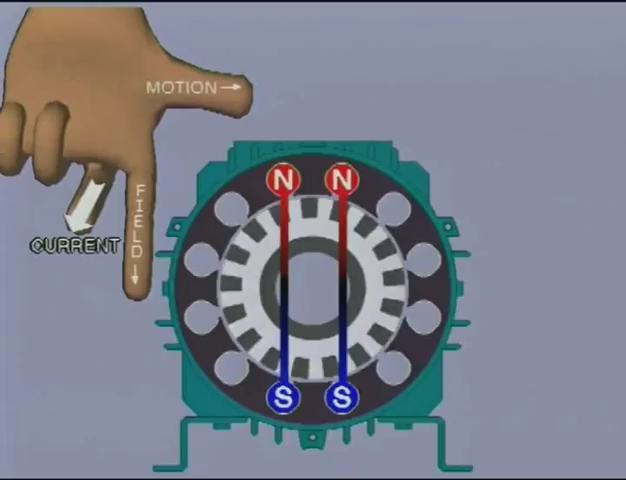 MOTION→
FIELD→
CURRENT
N N
S S